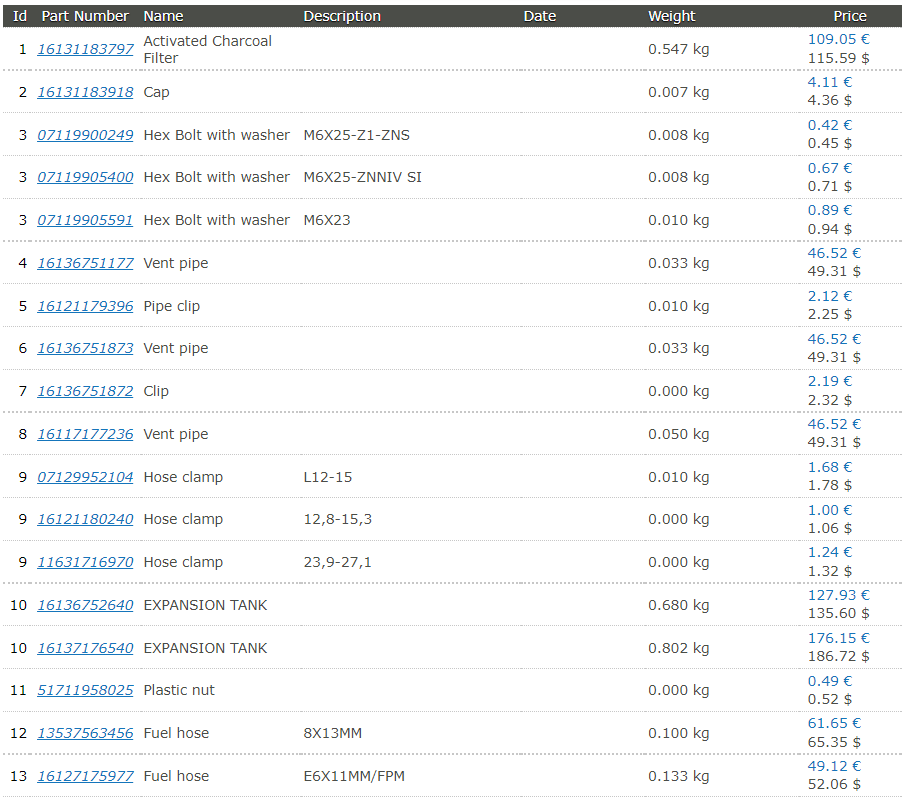 Id Part Number Name Description Date Weight Price
1 16131183797 Activated Charcoal Filter 0.547 kg 109.05 €
115.59 $
2 16131183918 Cap 0.007 kg 4.11 €
4.36 $
3 07119900249 Hex Bolt with washer M6X25-Z1-ZNS 0.008 kg 0.42 €
0.45 $
3 07119905400 Hex Bolt with washer M6X25-ZNNIV SI 0.008 kg 0.67 €
0.71 $
3 07119905591 Hex Bolt with washer M6X23 0.010 kg 0.89 €
0.94 $
4 16136751177 Vent pipe 0.033 kg 46.52 €
49.31 $
5 16121179396 Pipe clip 0.010 kg 2.12 €
2.25 $
6 16136751873 Vent pipe 0.033 kg 46.52 €
49.31 $
7 16136751872 Clip 0.000 kg 2.19 €
2.32 $
8 16117177236 Vent pipe 0.050 kg 46.52 €
49.31 $
9 07129952104 Hose clamp L12-15 0.010 kg 1.68 €
1.78 $
9 16121180240 Hose clamp 12,8-15,3 0.000 kg 1.00 €
1.06 $
9 11631716970 Hose clamp 23,9-27,1 0.000 kg 1.24 €
1.32 $
10 16136752640 EXPANSION TANK 0.680 kg 127.93 €
135.60 $
10 16137176540 EXPANSION TANK 0.802 kg 176.15 €
186.72 $
11 51711958025 Plastic nut 0.000 kg 0.49 €
0.52 $
12 13537563456 Fuel hose 8X13MM 0.100 kg 61.65 €
65.35 $
13 16127175977 Fuel hose E6X11MM/FPM 0.133 kg 49.12 €
52.06 $